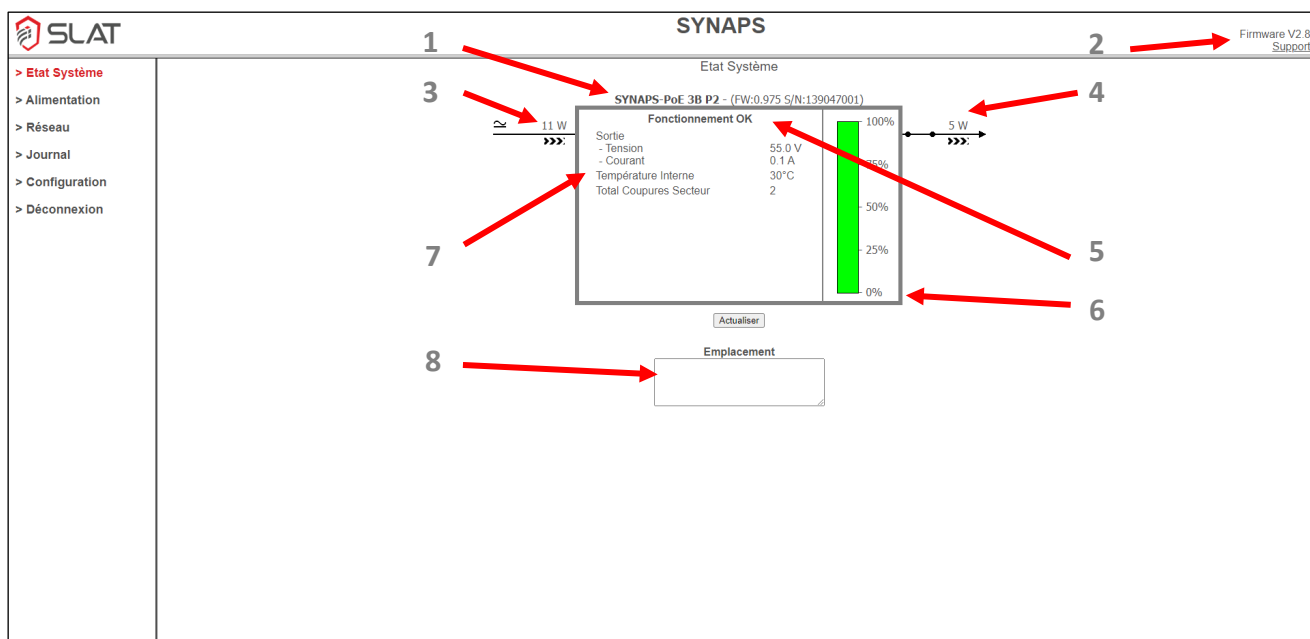 SLAT
SYNAPS
1
2
Firmware V2.8
Support
> Etat Système
Etat Système
> Alimentation
3
SYNAPS-PoE 3B P2 - (FW:0.975 S/N:139047001)
4
> Réseau
11 W
Fonctionnement OK
100%
5 W
Sortie
- Tension 55.0 V
> Journal
- Courant 0.1 A
75%
Température Interne 30°C
> Configuration
Total Coupures Secteur 2
50%
> Déconnexion
7
25%
5
0%
6
Actualiser
Emplacement
8